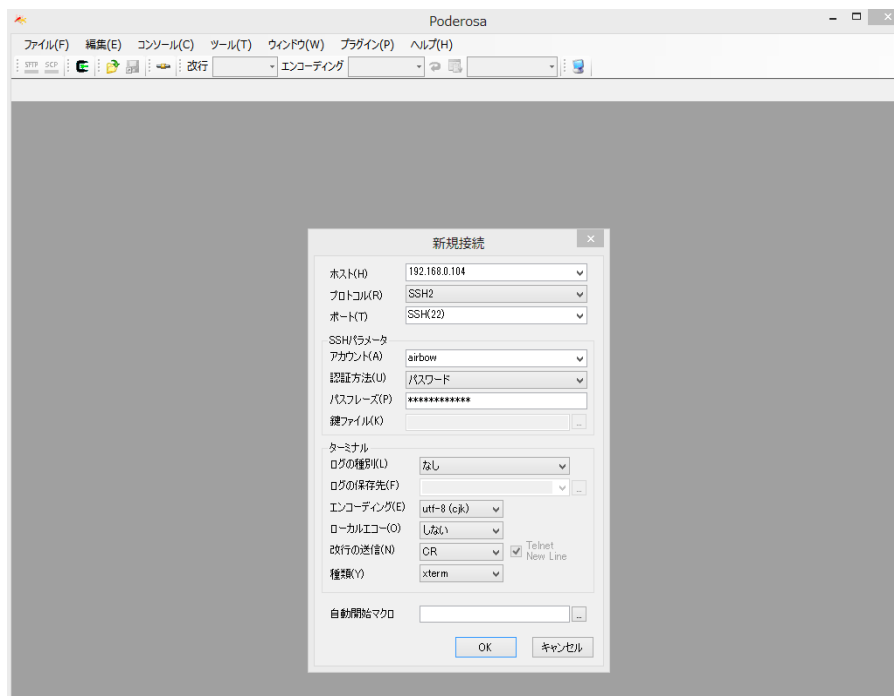 Poderosa
ファイル(F) 編集(E) コンソール(C) ツール(T) ウィンドウ(W) プラグイン(P) ヘルプ(H)
SFTP SCP 改行 エンコーディング
新規接続
ホスト(H) 192.168.0.104
プロトコル(R) SSH2
ポート(T) SSH(22)
SSHパラメータ
アカウント(A) airbow
認証方法(U) パスワード
パスフレーズ(P) ************
鍵ファイル(K) ...
ターミナル
ログの種別(L) なし
ログの保存先(F) ...
エンコーディング(E) utf-8 (cjk)
ローカルエコー(O) しない
改行の送信(N) CR Telnet
New Line
種類(Y) xterm
自動開始マクロ ...
OK キャンセル